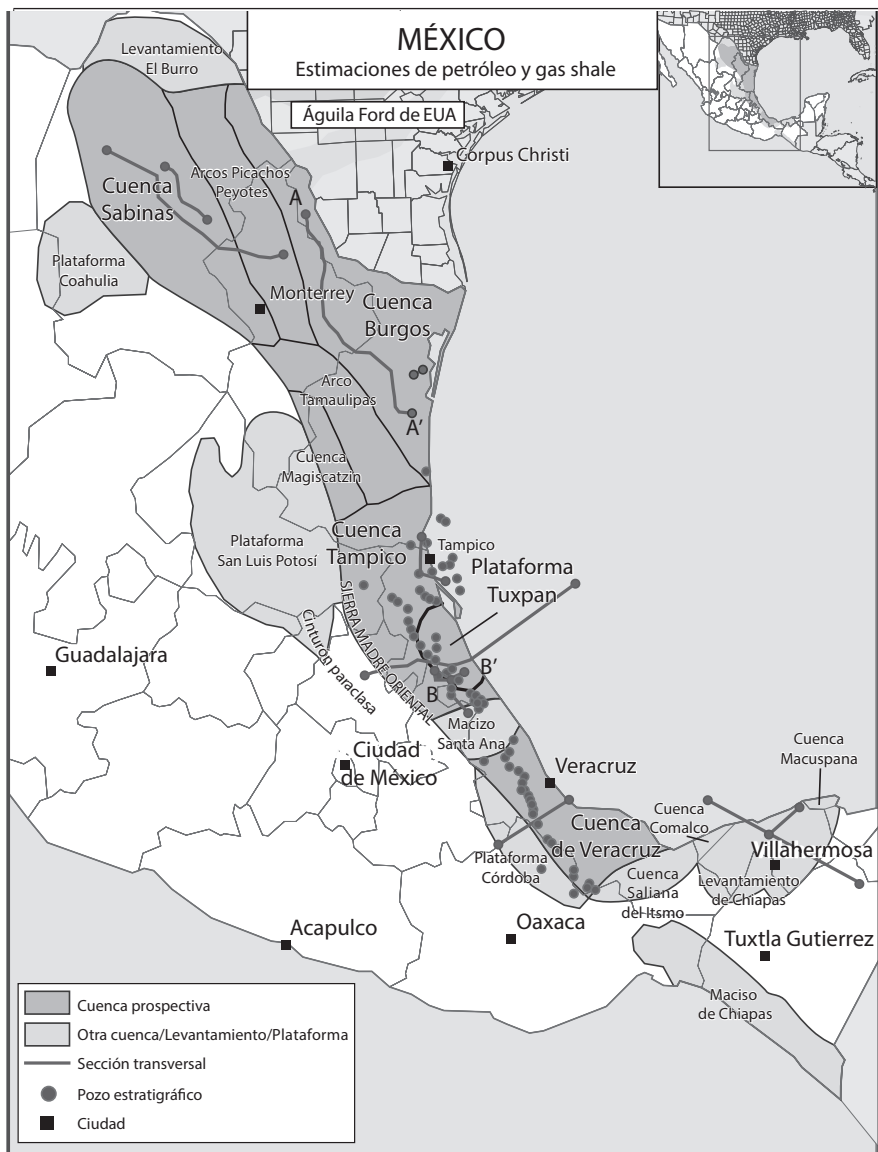 MÉXICO
Estimaciones de petróleo y gas shale
Levantamiento
El Burro
Águila Ford de EUA
Corpus Christi
Arcos Picachos
Peyotes
A
Cuenca
Sabinas
Plataforma
Coahulia
Monterrey
Cuenca
Burgos
Arco
Tamaulipas
A'
Cuenca
Magiscatzin
Cuenca
Tampico
Tampico
Plataforma
San Luis Potosí
Plataforma
Tuxpan
SIERRA MADRE ORIENTAL
Cinturón paraclasa
Guadalajara
B'
B
Macizo
Santa Ana
Ciudad
de México
Veracruz
Cuenca
Macuspana
Cuenca
Comalco
Cuenca
de Veracruz
Villahermosa
Plataforma
Córdoba
Cuenca
Saliana
del Itsmo
Levantamiento
de Chiapas
Oaxaca
Acapulco
Tuxtla Gutierrez
Maciso
de Chiapas
Cuenca prospectiva
Otra cuenca/Levantamiento/Plataforma
Sección transversal
Pozo estratigráfico
Ciudad